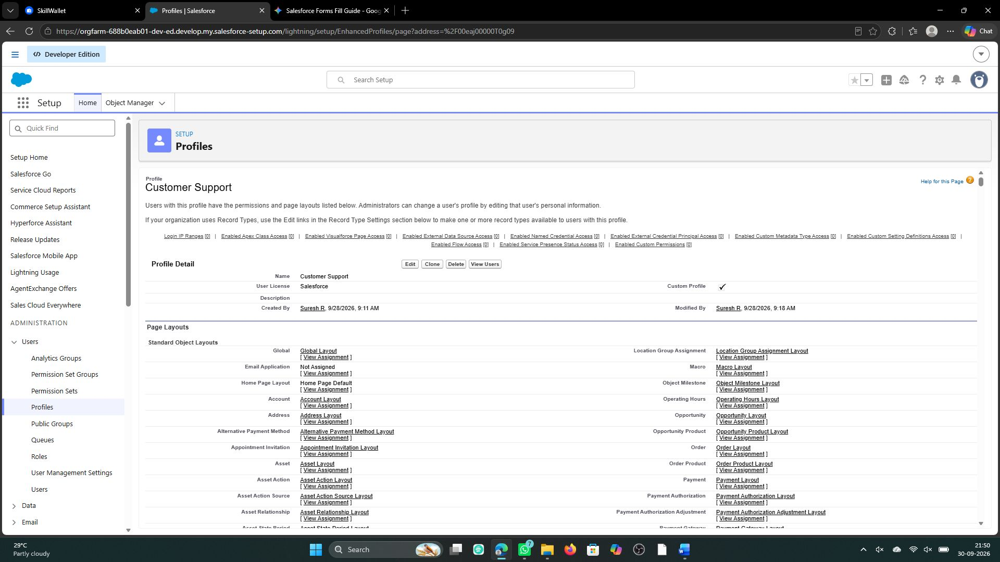 SkillWallet
Profiles | Salesforce
Salesforce Forms Fill Guide - Goog
https://orgfarm-688b0eab01-dev-ed.develop.my.salesforce-setup.com/lightning/setup/EnhancedProfiles/page?address=%2F00eaj00000T0g09
Chat
Developer Edition
Search Setup
Setup
Home
Object Manager
Quick Find
Setup Home
Salesforce Go
Service Cloud Reports
Commerce Setup Assistant
Hyperforce Assistant
Release Updates
Salesforce Mobile App
Lightning Usage
AgentExchange Offers
Sales Cloud Everywhere
ADMINISTRATION
Users
Analytics Groups
Permission Set Groups
Permission Sets
Profiles
Public Groups
Queues
Roles
User Management Settings
Users
Data
Email
SETUP
Profiles
Profile
Customer Support
Help for this Page
Users with this profile have the permissions and page layouts listed below. Administrators can change a user's profile by editing that user's personal information.
If your organization uses Record Types, use the Edit links in the Record Type Settings section below to make one or more record types available to users with this profile.
Login IP Ranges [0] | Enabled Apex Class Access [0] | Enabled Visualforce Page Access [0] | Enabled External Data Source Access [0] | Enabled Named Credential Access [0] | Enabled External Credential Principal Access [0] | Enabled Custom Metadata Type Access [0] | Enabled Custom Setting Definitions Access [0] |
Enabled Flow Access [0] | Enabled Service Presence Status Access [0] | Enabled Custom Permissions [0]
Profile Detail Edit Clone Delete View Users
Name Customer Support
User License Salesforce Custom Profile ✓
Description
Created By Suresh R, 9/28/2026, 9:11 AM Modified By Suresh R, 9/28/2026, 9:18 AM
Page Layouts
Standard Object Layouts
Global Global Layout Location Group Assignment Location Group Assignment Layout
[ View Assignment ] [ View Assignment ]
Email Application Not Assigned Macro Macro Layout
[ View Assignment ] [ View Assignment ]
Home Page Layout Home Page Default Object Milestone Object Milestone Layout
[ View Assignment ] [ View Assignment ]
Account Account Layout Operating Hours Operating Hours Layout
[ View Assignment ] [ View Assignment ]
Address Address Layout Opportunity Opportunity Layout
[ View Assignment ] [ View Assignment ]
Alternative Payment Method Alternative Payment Method Layout Opportunity Product Opportunity Product Layout
[ View Assignment ] [ View Assignment ]
Appointment Invitation Appointment Invitation Layout Order Order Layout
[ View Assignment ] [ View Assignment ]
Asset Asset Layout Order Product Order Product Layout
[ View Assignment ] [ View Assignment ]
Asset Action Asset Action Layout Payment Payment Layout
[ View Assignment ] [ View Assignment ]
Asset Action Source Asset Action Source Layout Payment Authorization Payment Authorization Layout
[ View Assignment ] [ View Assignment ]
Asset Relationship Asset Relationship Layout Payment Authorization Adjustment Payment Authorization Adjustment Layout
[ View Assignment ] [ View Assignment ]
Asset State Period Asset State Period Layout Payment Gateway Payment Gateway Layout
29°C
Partly cloudy
Search
7
21:50
30-09-2026